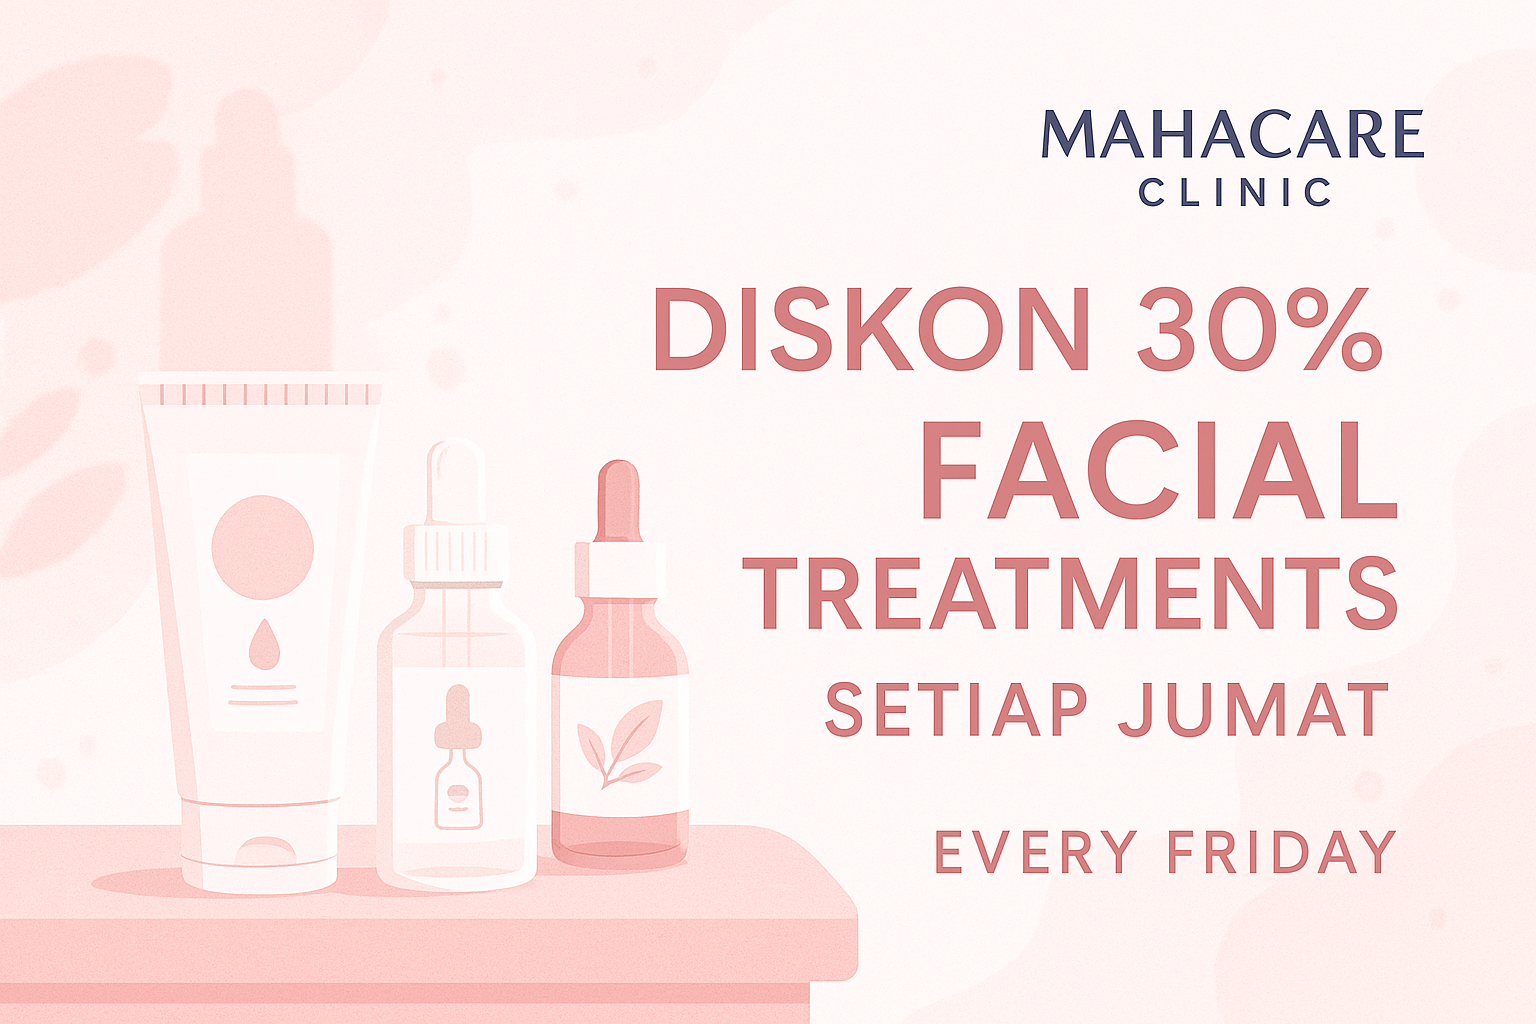 MAHACARE
CLINIC
DISKON 30%
FACIAL
TREATMENTS
SETIAP JUMAT
EVERY FRIDAY